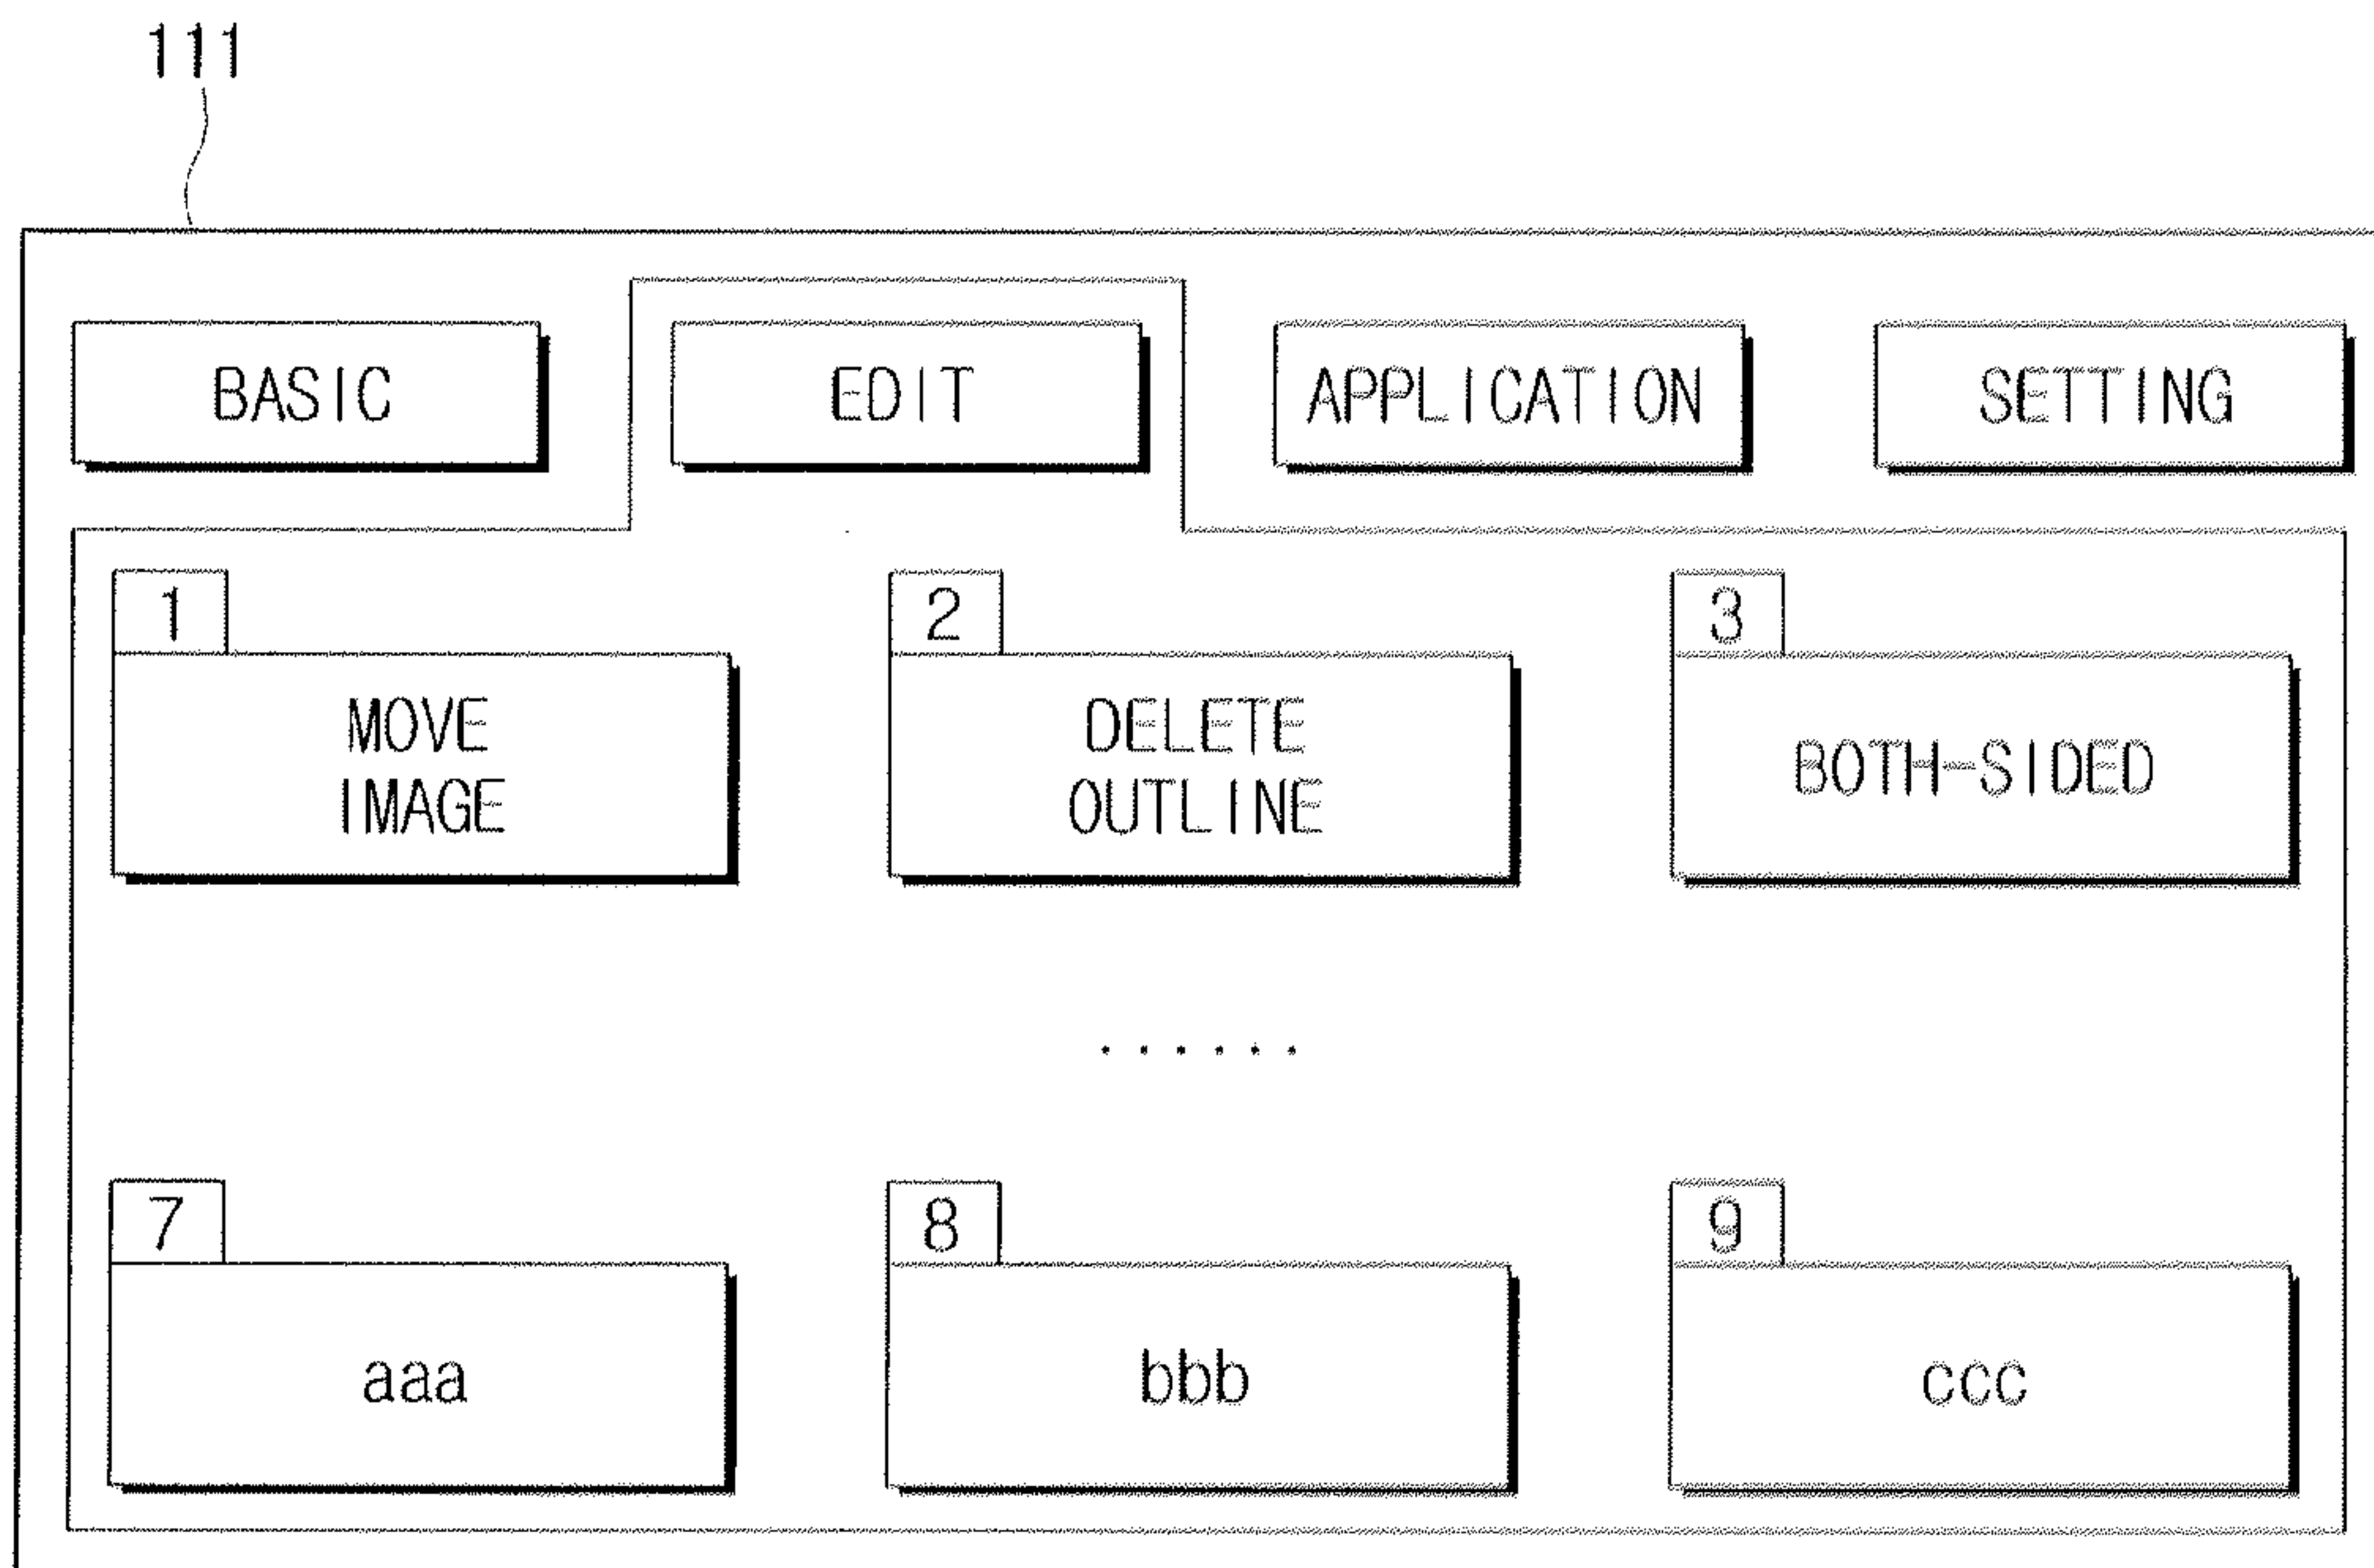 111
BASIC EDIT APPLICATION SETTING
1 2 3
MOVE
IMAGE
DELETE
OUTLINE
BOTH-SIDED
......
7 8 9
aaa bbb ccc